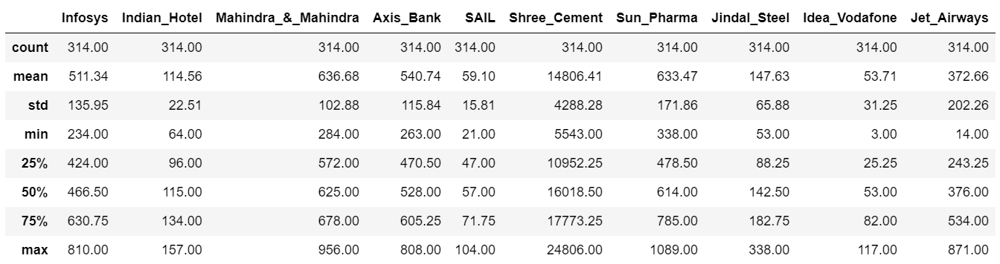 Infosys Indian_Hotel Mahindra_&_Mahindra Axis_Bank SAIL Shree_Cement Sun_Pharma Jindal_Steel Idea_Vodafone Jet_Airways
count 314.00 314.00 314.00 314.00 314.00 314.00 314.00 314.00 314.00 314.00
mean 511.34 114.56 636.68 540.74 59.10 14806.41 633.47 147.63 53.71 372.66
std 135.95 22.51 102.88 115.84 15.81 4288.28 171.86 65.88 31.25 202.26
min 234.00 64.00 284.00 263.00 21.00 5543.00 338.00 53.00 3.00 14.00
25% 424.00 96.00 572.00 470.50 47.00 10952.25 478.50 88.25 25.25 243.25
50% 466.50 115.00 625.00 528.00 57.00 16018.50 614.00 142.50 53.00 376.00
75% 630.75 134.00 678.00 605.25 71.75 17773.25 785.00 182.75 82.00 534.00
max 810.00 157.00 956.00 808.00 104.00 24806.00 1089.00 338.00 117.00 871.00